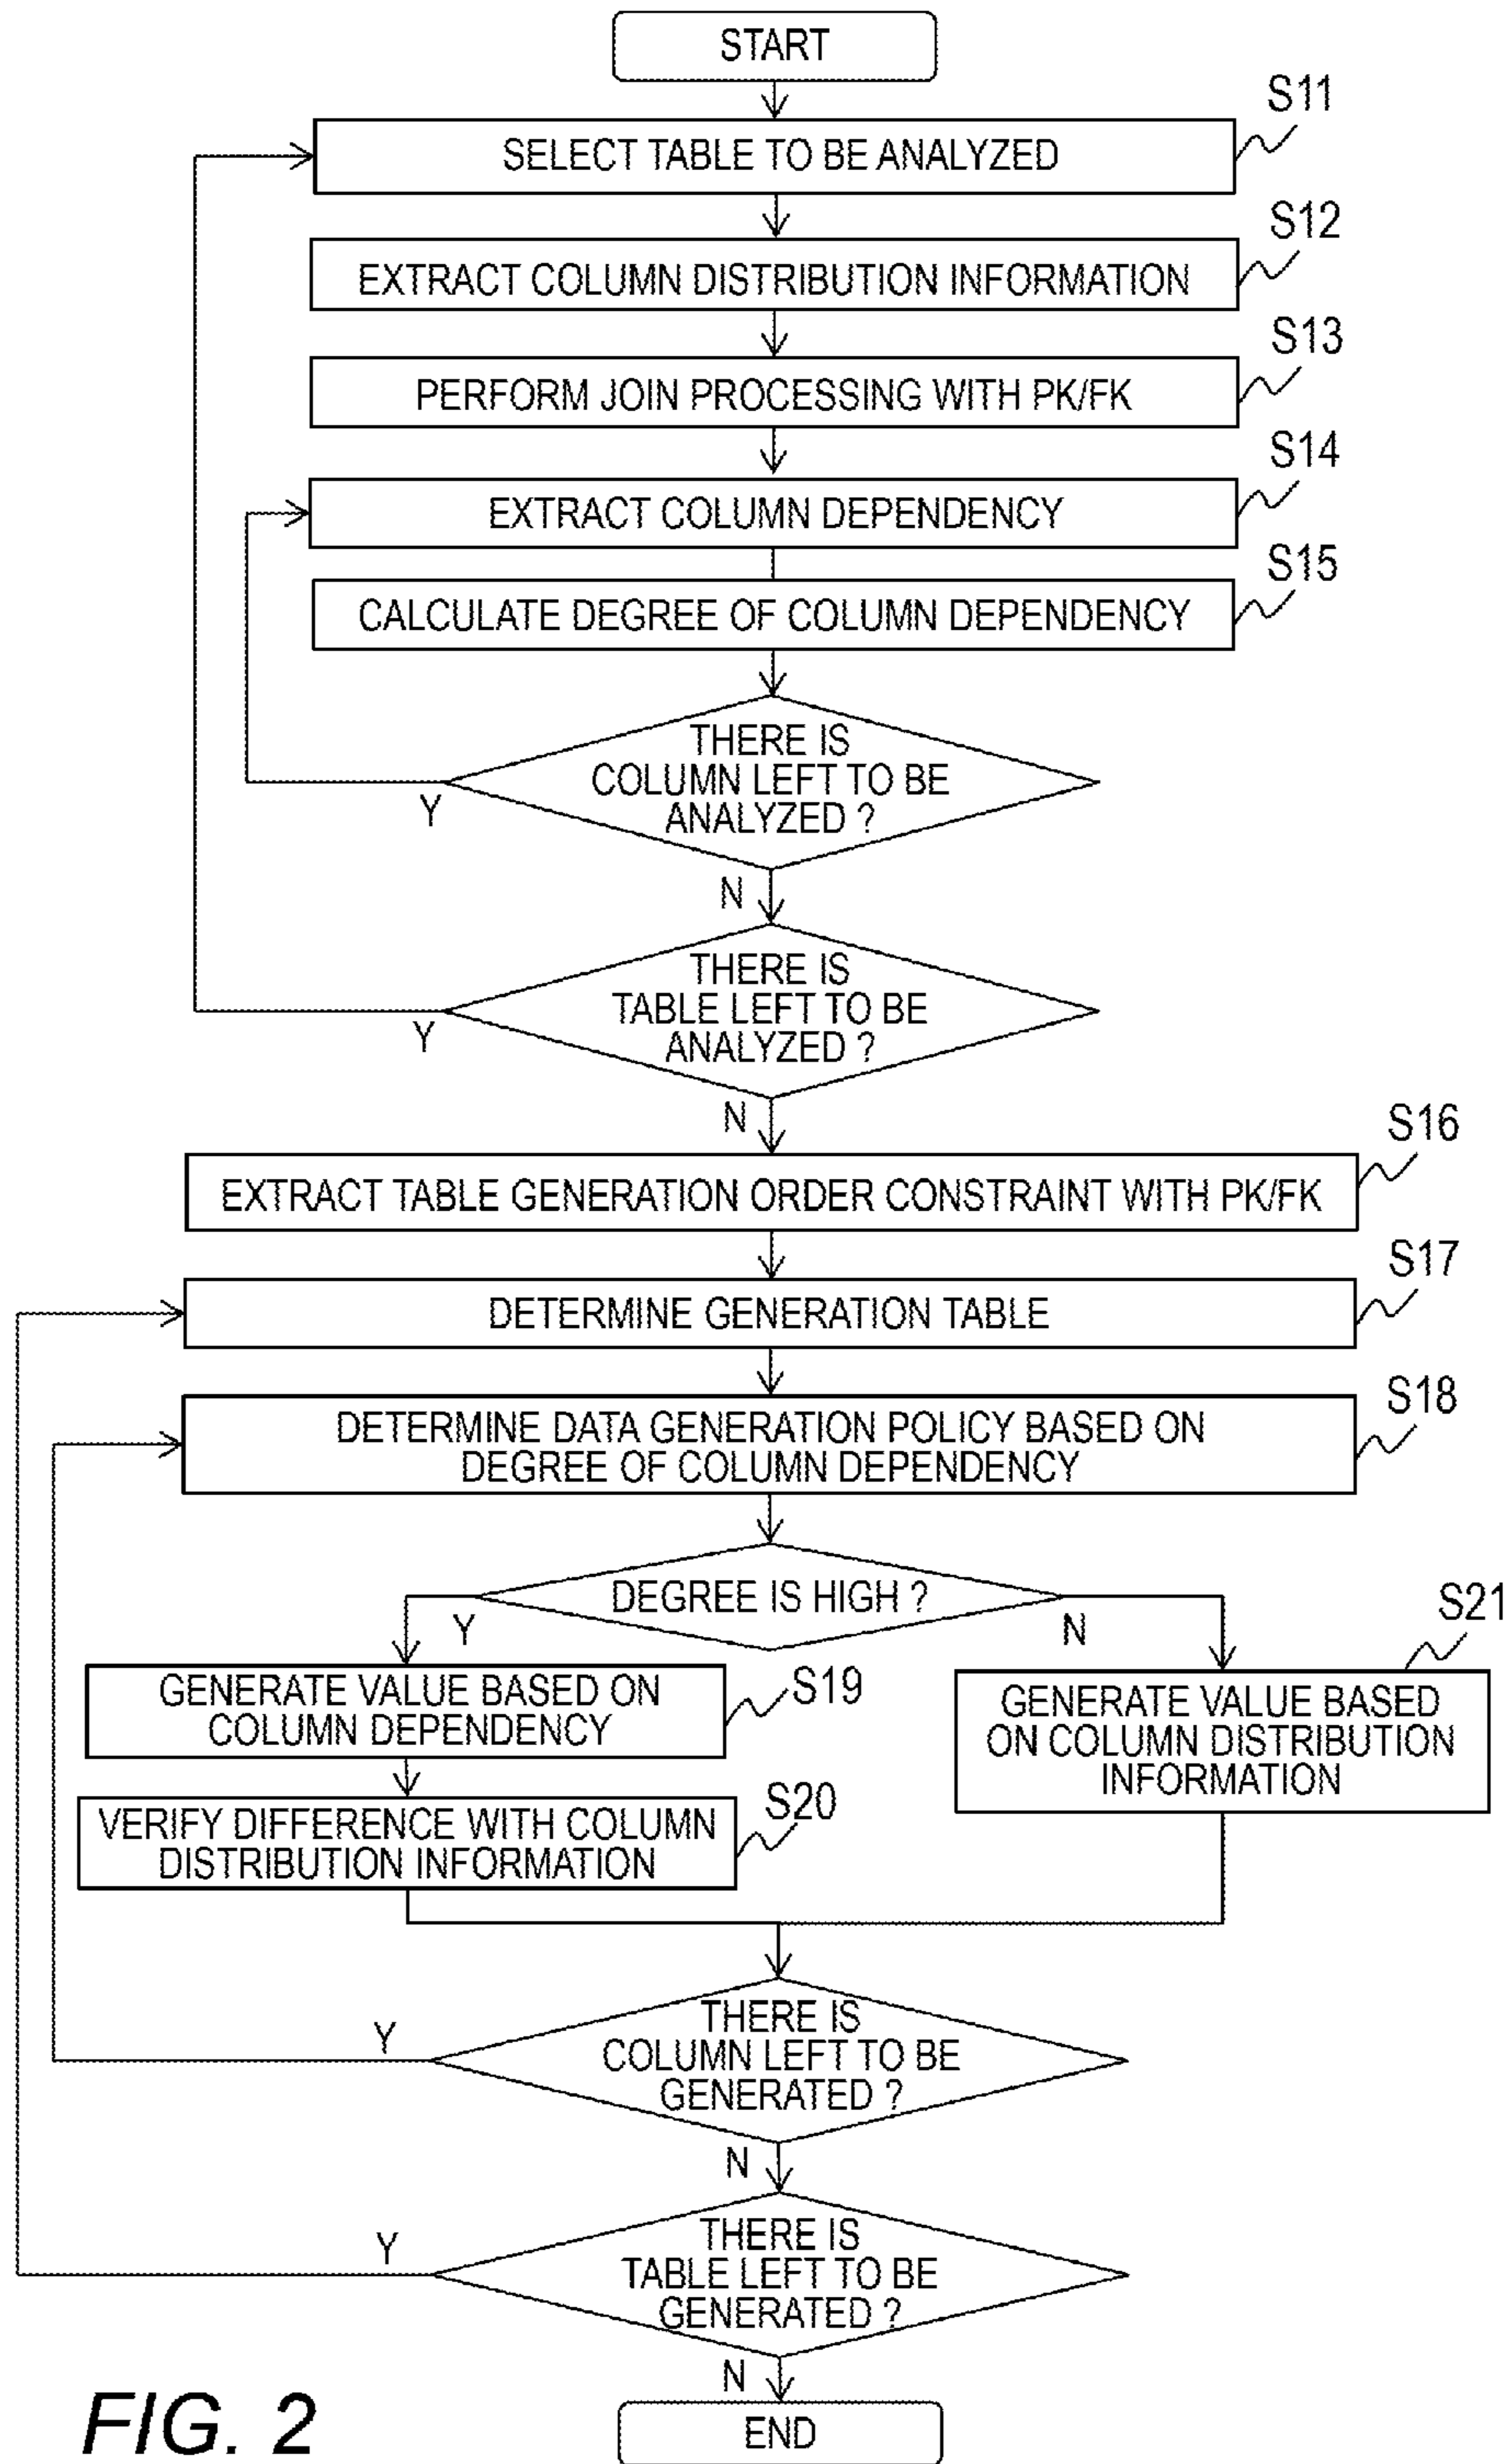 START
S11
SELECT TABLE TO BE ANALYZED
S12
EXTRACT COLUMN DISTRIBUTION INFORMATION
S13
PERFORM JOIN PROCESSING WITH PK/FK
S14
EXTRACT COLUMN DEPENDENCY
S15
CALCULATE DEGREE OF COLUMN DEPENDENCY
THERE IS
COLUMN LEFT TO BE
ANALYZED ?
Y
N
THERE IS
TABLE LEFT TO BE
ANALYZED ?
Y
N
S16
EXTRACT TABLE GENERATION ORDER CONSTRAINT WITH PK/FK
S17
DETERMINE GENERATION TABLE
S18
DETERMINE DATA GENERATION POLICY BASED ON
DEGREE OF COLUMN DEPENDENCY
DEGREE IS HIGH ?
Y
N
S19
GENERATE VALUE BASED ON
COLUMN DEPENDENCY
S20
VERIFY DIFFERENCE WITH COLUMN
DISTRIBUTION INFORMATION
S21
GENERATE VALUE BASED
ON COLUMN DISTRIBUTION
INFORMATION
THERE IS
COLUMN LEFT TO BE
GENERATED ?
Y
N
THERE IS
TABLE LEFT TO BE
GENERATED ?
Y
N
END
FIG. 2